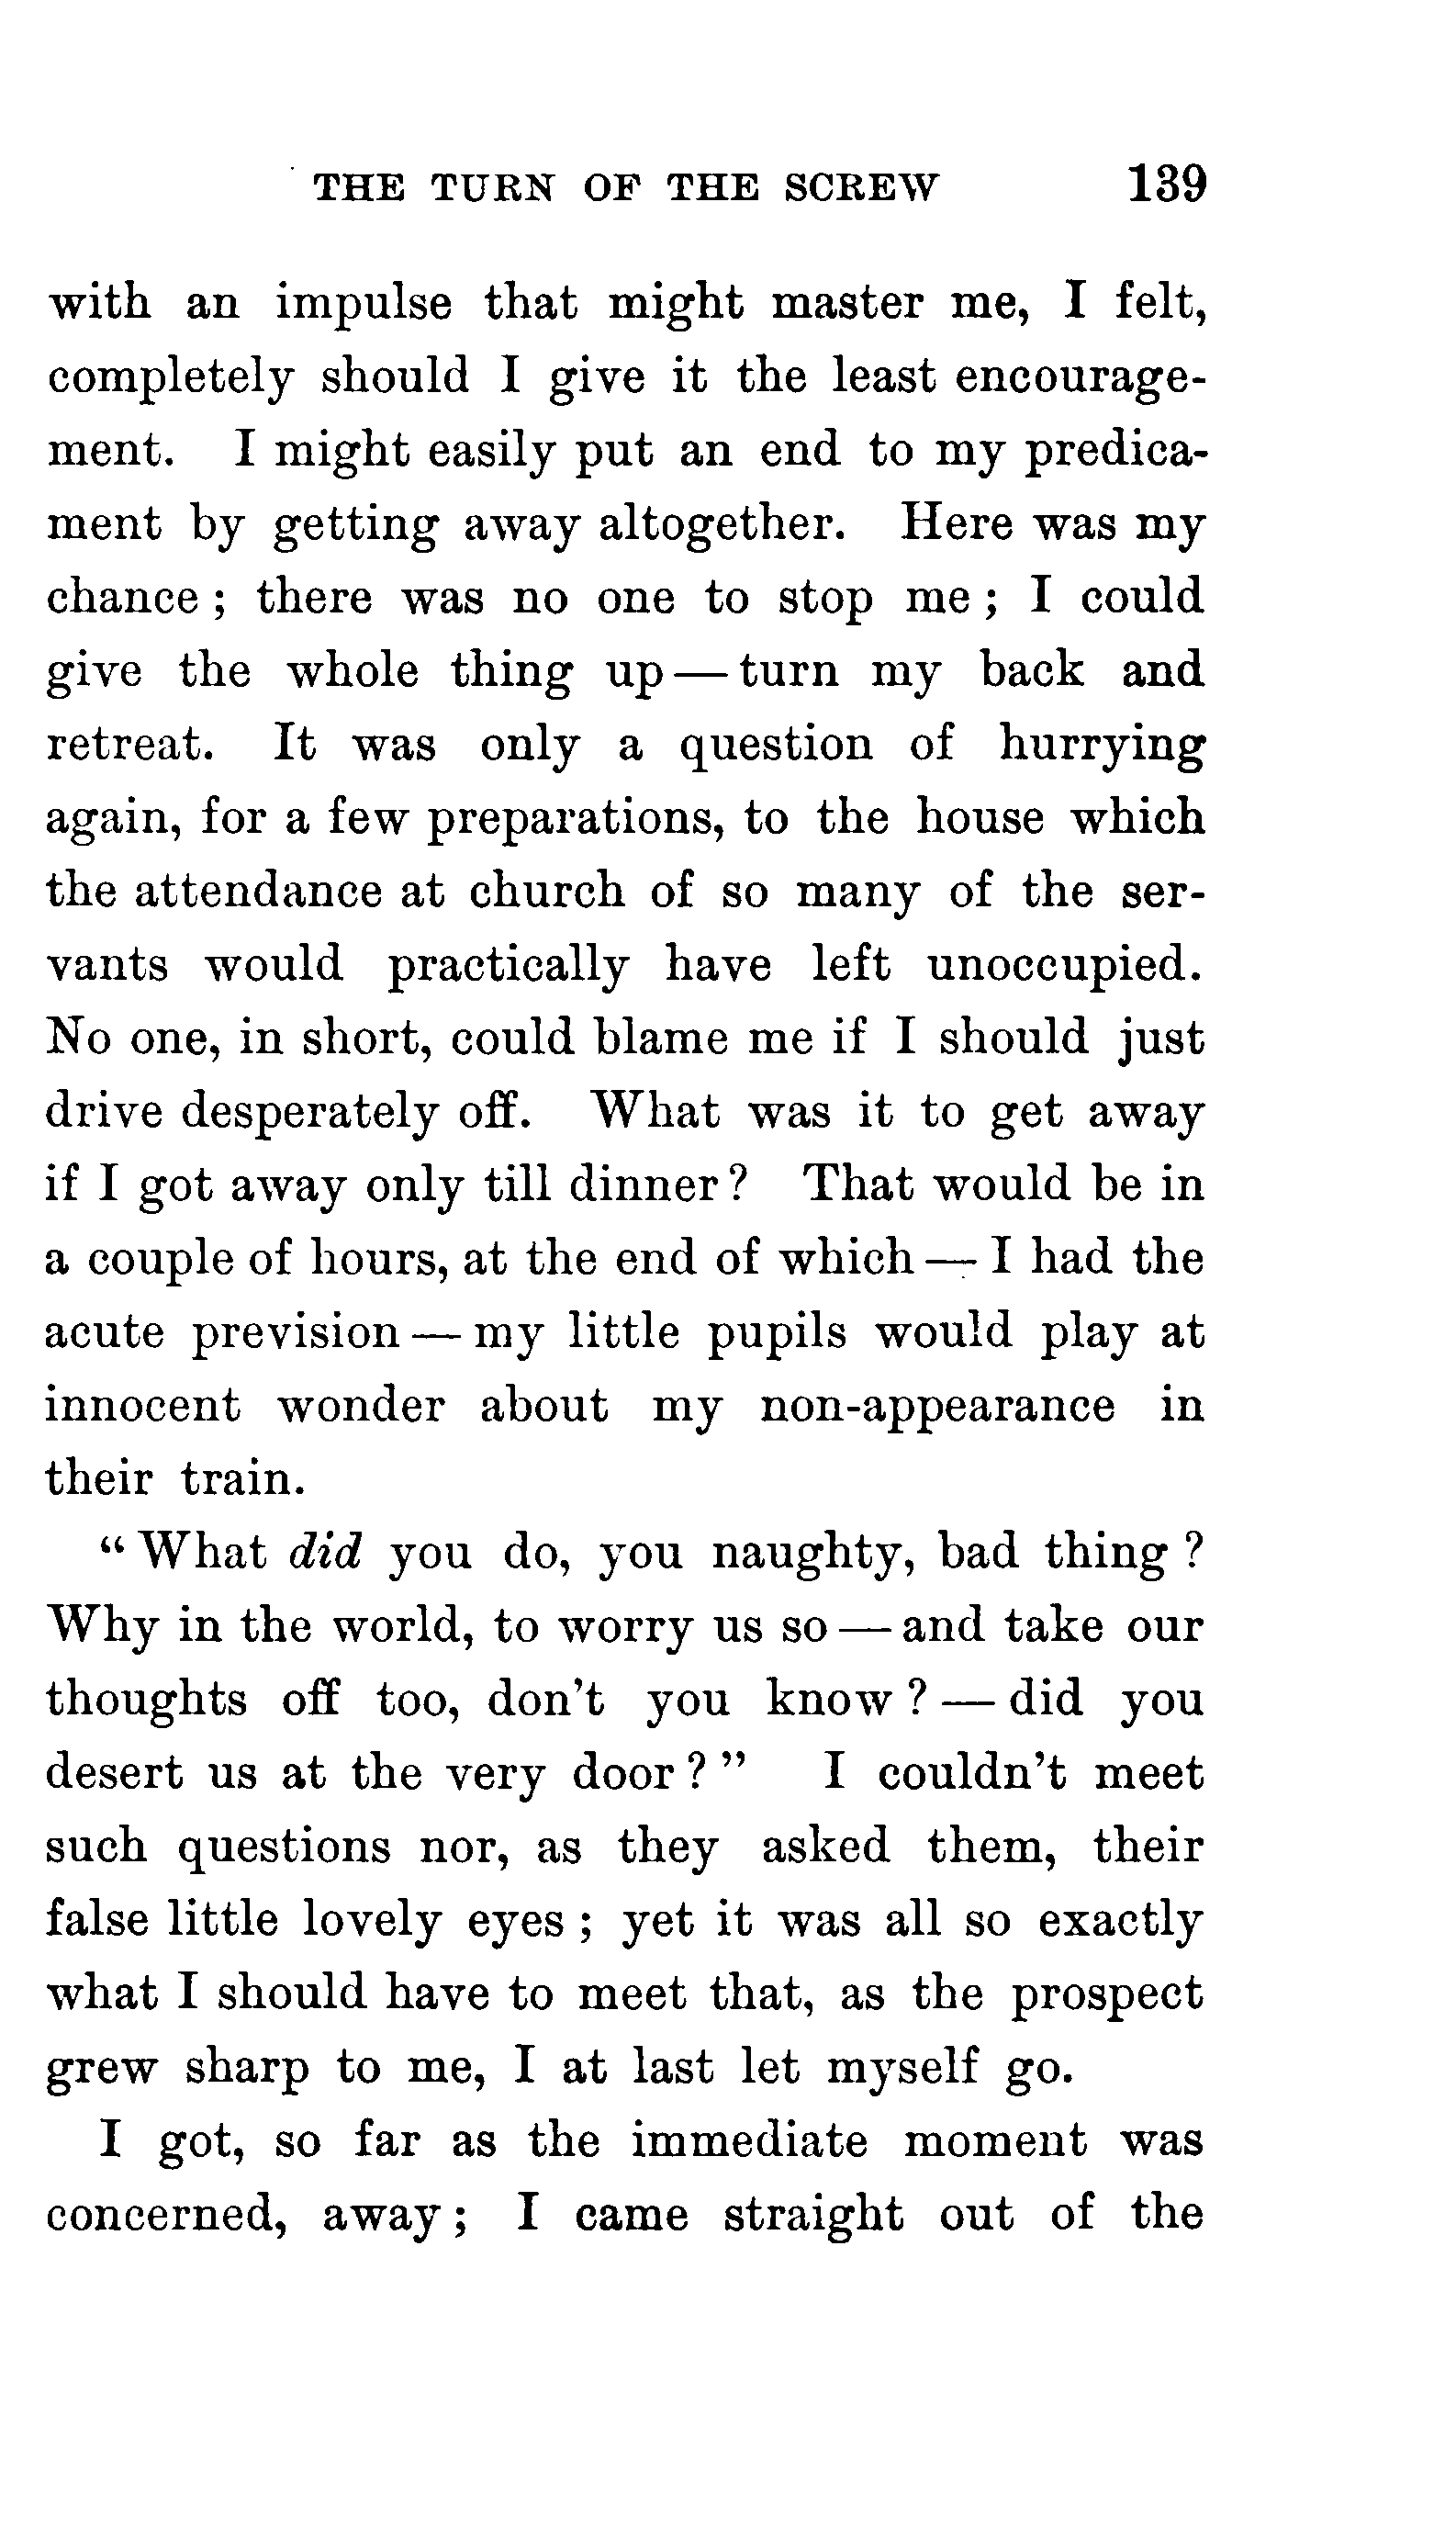 THE TURN OF THE SCREW 139
with an impulse that might master me, I felt,
completely should I give it the least encourage-
ment. I might easily put an end to my predica-
ment by getting away altogether. Here was my
chance; there was no one to stop me; I could
give the whole thing up — turn my back and
retreat. It was only a question of hurrying
again, for a few preparations, to the house which
the attendance at church of so many of the ser-
vants would practically have left unoccupied.
No one, in short, could blame me if I should just
drive desperately off. What was it to get away
if I got away only till dinner? That would be in
a couple of hours, at the end of which — I had the
acute prevision — my little pupils would play at
innocent wonder about my non-appearance in
their train.
“What did you do, you naughty, bad thing?
Why in the world, to worry us so — and take our
thoughts off too, don't you know? — did you
desert us at the very door?” I couldn't meet
such questions nor, as they asked them, their
false little lovely eyes; yet it was all so exactly
what I should have to meet that, as the prospect
grew sharp to me, I at last let myself go.
I got, so far as the immediate moment was
concerned, away; I came straight out of the